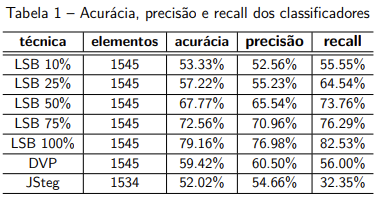 Tabela 1 – Acurácia, precisão e recall dos classificadores
técnica elementos acurácia precisão recall
LSB 10% 1545 53.33% 52.56% 55.55%
LSB 25% 1545 57.22% 55.23% 64.54%
LSB 50% 1545 67.77% 65.54% 73.76%
LSB 75% 1545 72.56% 70.96% 76.29%
LSB 100% 1545 79.16% 76.98% 82.53%
DVP 1545 59.42% 60.50% 56.00%
JSteg 1534 52.02% 54.66% 32.35%